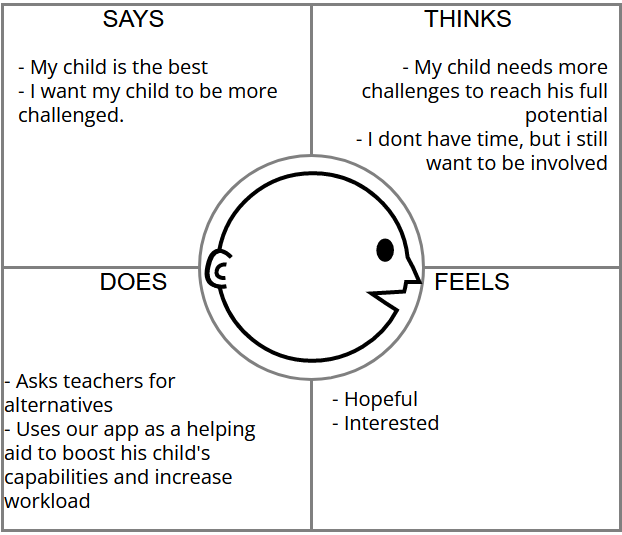 SAYS
- My child is the best
- I want my child to be more
challenged.
THINKS
- My child needs more
challenges to reach his full
potential
- I dont have time, but i still
want to be involved
DOES
- Asks teachers for
alternatives
- Uses our app as a helping
aid to boost his child's
capabilities and increase
workload
FEELS
- Hopeful
- Interested